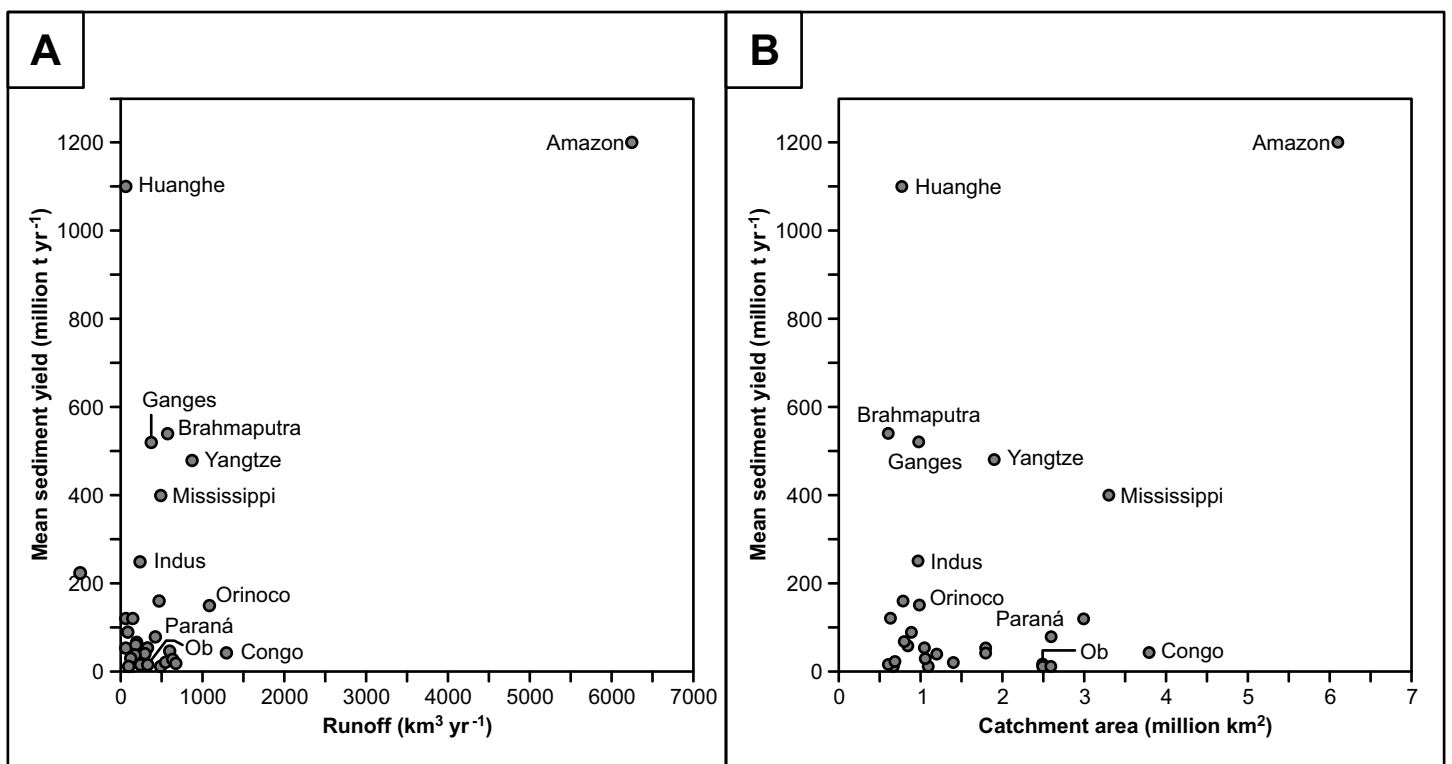 A
Mean sediment yield (million t yr⁻¹)
1200
1000
800
600
400
200
0
Amazon
Huanghe
Ganges
Brahmaputra
Yangtze
Mississippi
Indus
Orinoco
Paraná
Ob
Congo
0 1000 2000 3000 4000 5000 6000 7000
Runoff (km³ yr⁻¹)
B
Mean sediment yield (million t yr⁻¹)
1200
1000
800
600
400
200
0
Amazon
Huanghe
Brahmaputra
Ganges
Yangtze
Mississippi
Indus
Orinoco
Paraná
Ob
Congo
0 1 2 3 4 5 6 7
Catchment area (million km²)